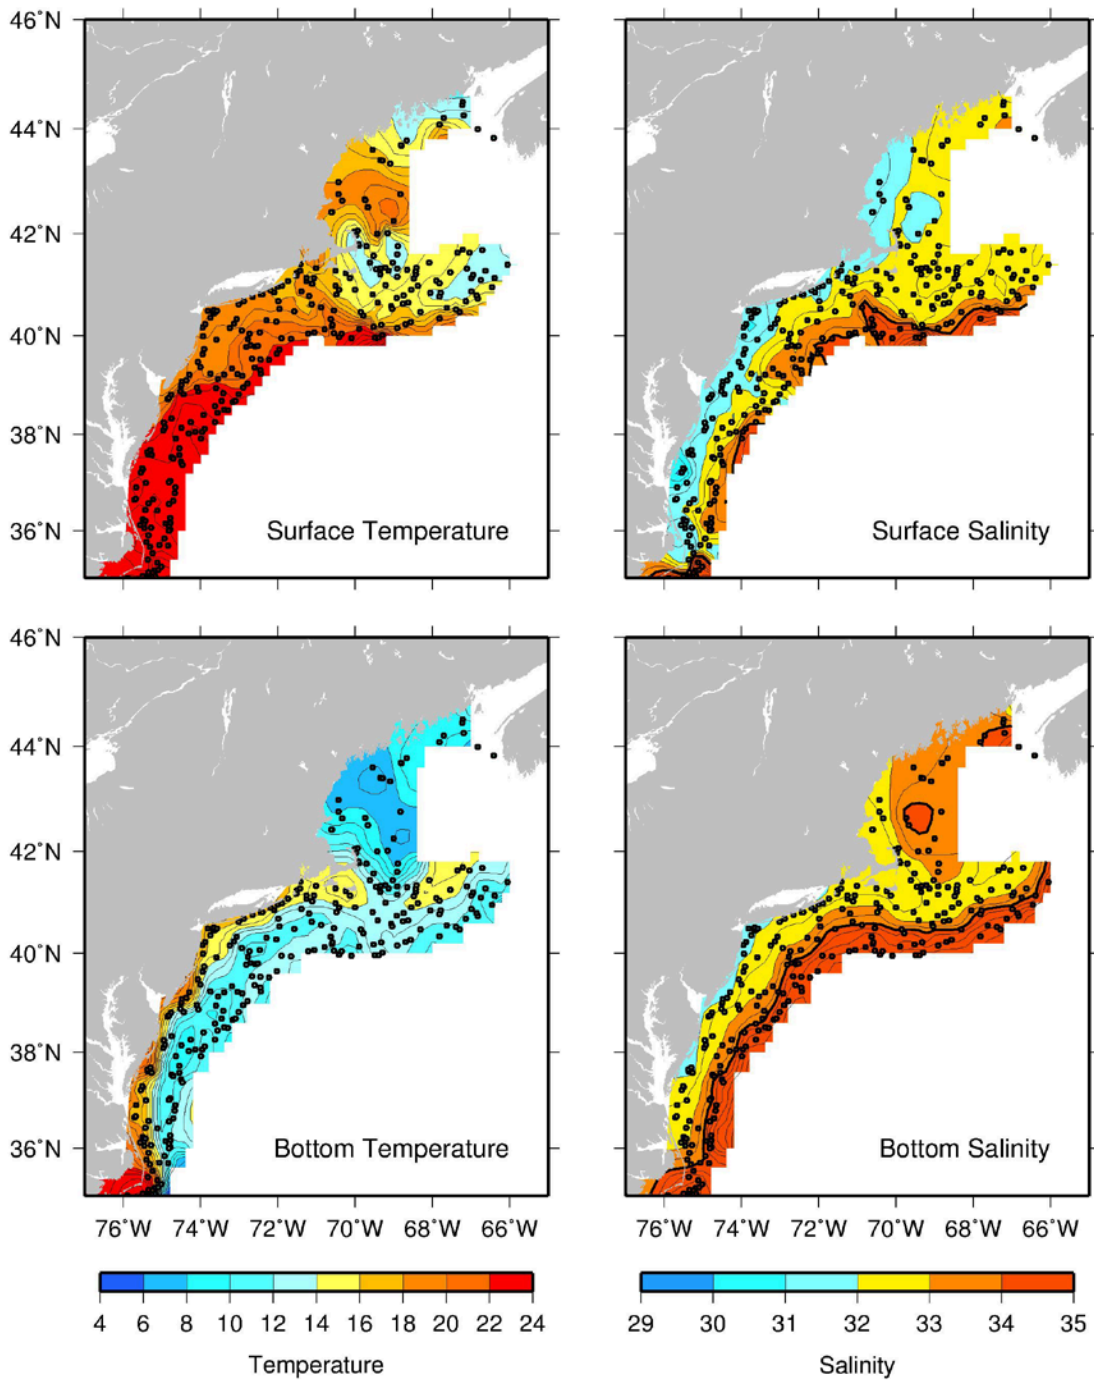 46°N
44°N
42°N
40°N
38°N
36°N
Surface Temperature
Surface Salinity
46°N
44°N
42°N
40°N
38°N
36°N
Bottom Temperature
Bottom Salinity
76°W 74°W 72°W 70°W 68°W 66°W
76°W 74°W 72°W 70°W 68°W 66°W
4 6 8 10 12 14 16 18 20 22 24
Temperature
29 30 31 32 33 34 35
Salinity